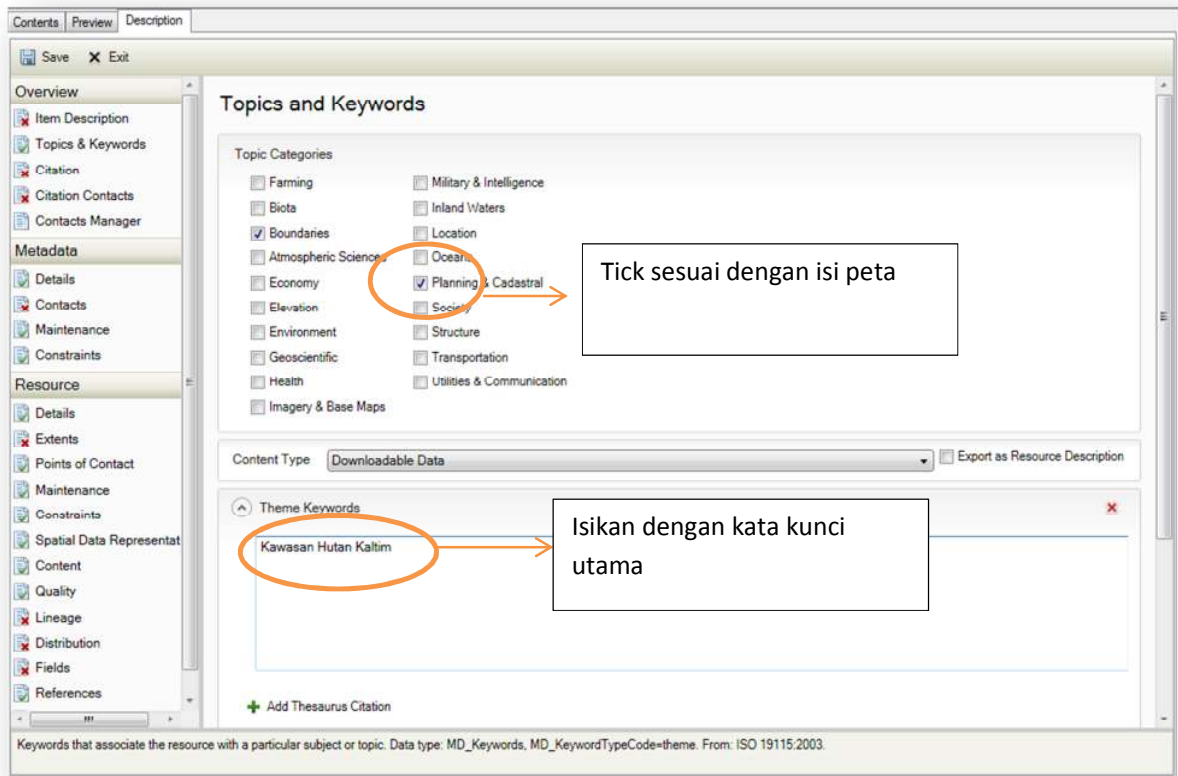 Contents Preview Description
Save Exit
Overview
Item Description
Topics & Keywords
Citation
Citation Contacts
Contacts Manager
Metadata
Details
Contacts
Maintenance
Constraints
Resource
Details
Extents
Points of Contact
Maintenance
Constraints
Spatial Data Representat
Content
Quality
Lineage
Distribution
Fields
References
Topics and Keywords
Topic Categories
Farming
Biota
Boundaries
Atmospheric Sciences
Economy
Elevation
Environment
Geoscientific
Health
Imagery & Base Maps
Military & Intelligence
Inland Waters
Location
Oceans
Planning & Cadastral
Society
Structure
Transportation
Utilities & Communication
Tick sesuai dengan isi peta
Content Type Downloadable Data Export as Resource Description
Theme Keywords
Kawasan Hutan Kaltim
Isikan dengan kata kunci
utama
Add Thesaurus Citation
Keywords that associate the resource with a particular subject or topic. Data type: MD_Keywords, MD_KeywordTypeCode=theme. From: ISO 19115:2003.